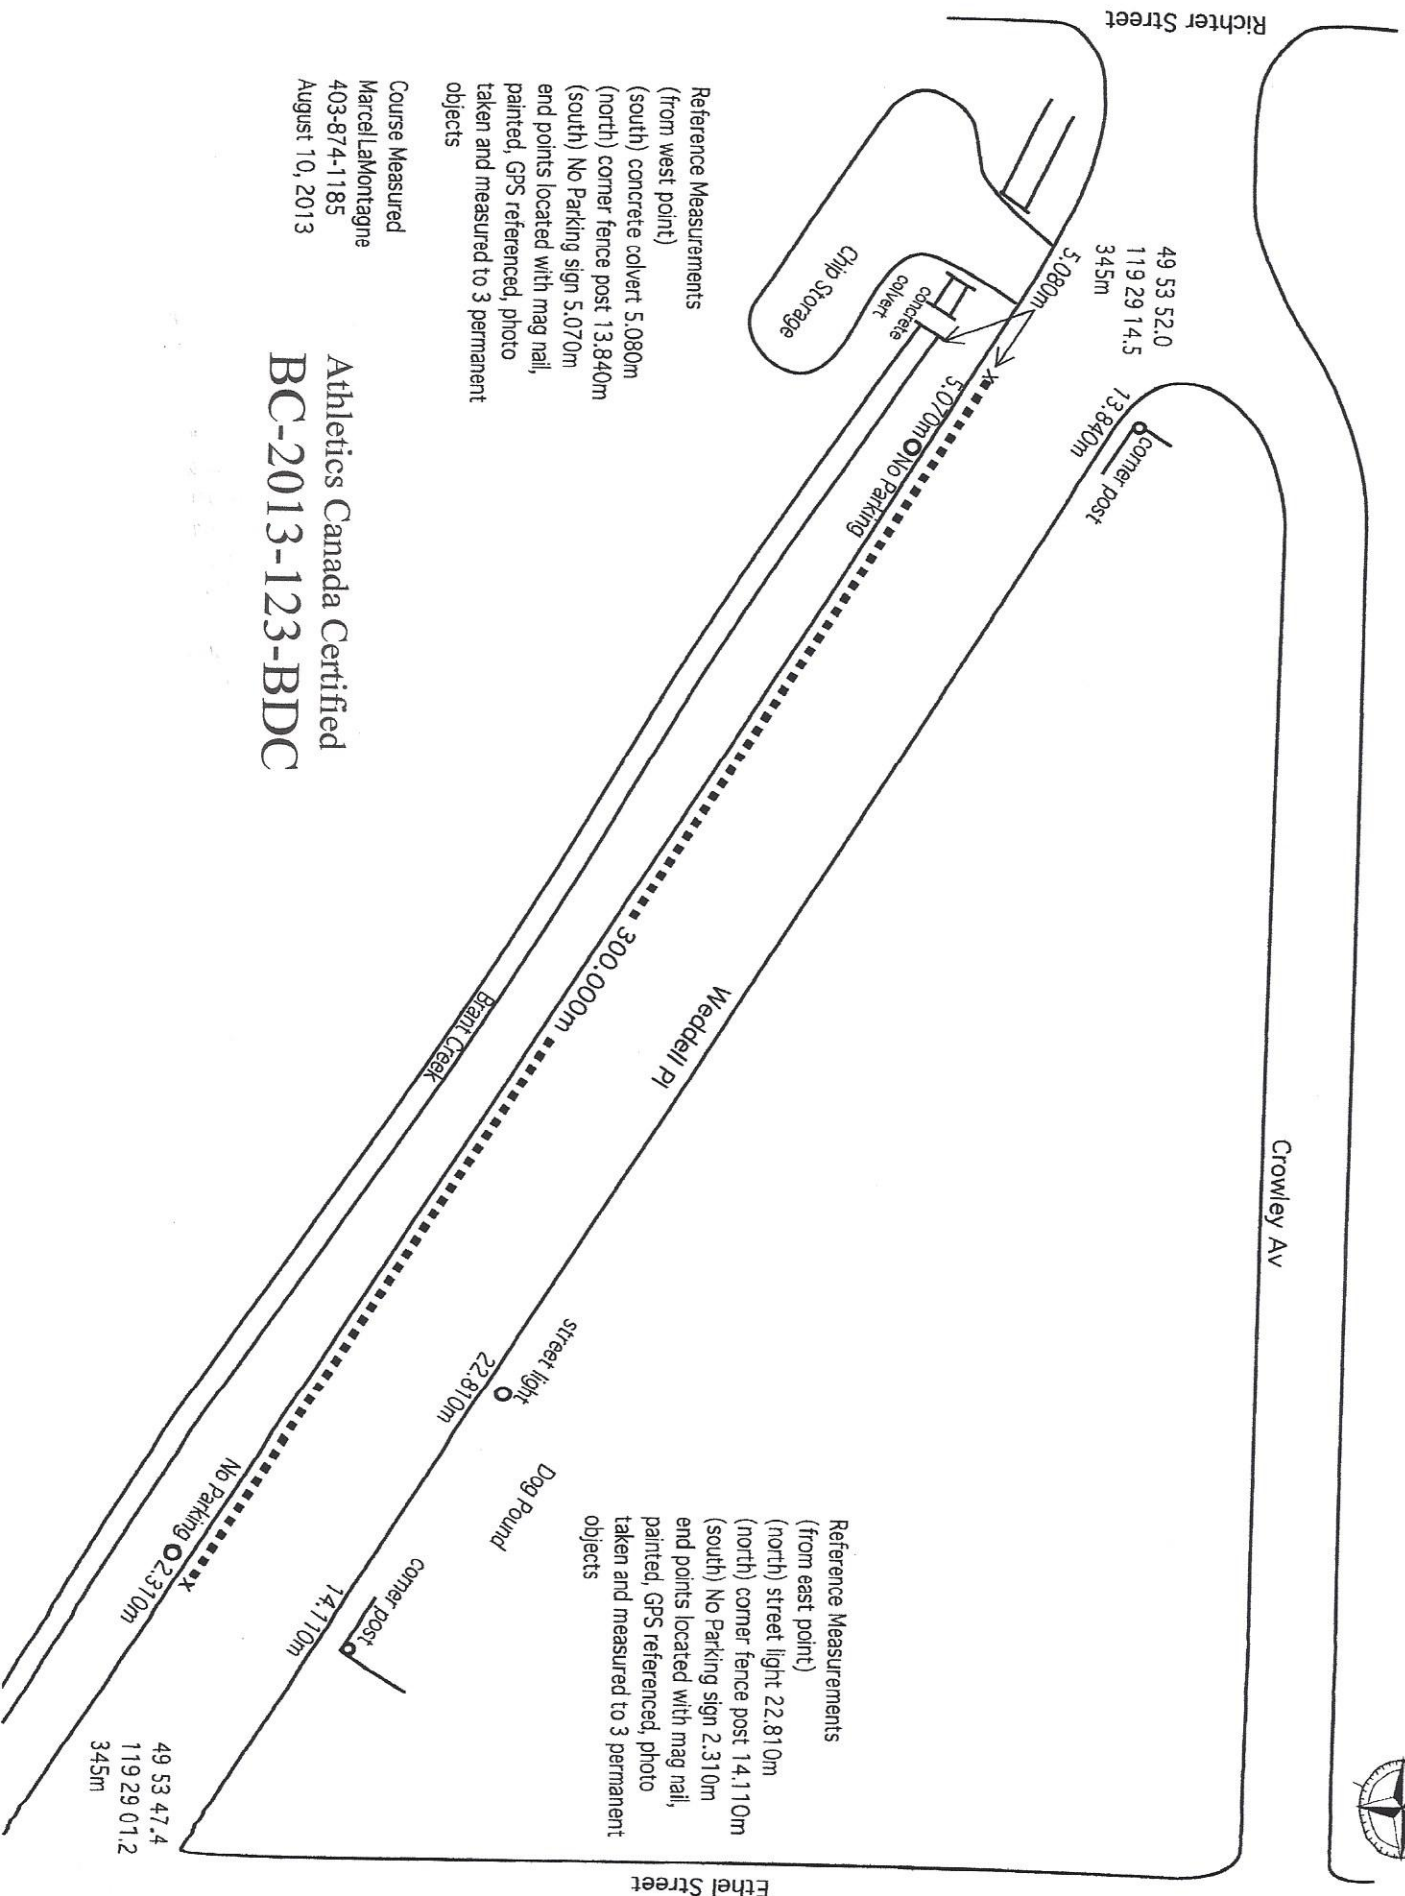 Richter Street
Crowley Av
Ethel Street
49 53 52.0
119 29 14.5
345m
5.080m
13.840m
corner post
5.070m
No Parking
concrete
colvert
Chip Storage
Reference Measurements
(from west point)
(south) concrete colvert 5.080m
(north) corner fence post 13.840m
(south) No Parking sign 5.070m
end points located with mag nail,
painted, GPS referenced, photo
taken and measured to 3 permanent
objects
Weddell Pl
300.000m
Brant Creek
street light
22.810m
Dog Pound
Reference Measurements
(from east point)
(north) street light 22.810m
(north) corner fence post 14.110m
(south) No Parking sign 2.310m
end points located with mag nail,
painted, GPS referenced, photo
taken and measured to 3 permanent
objects
corner post
14.110m
No Parking
2.310m
x
x
49 53 47.4
119 29 01.2
345m
Course Measured
MarcelLaMontagne
403-874-1185
August 10, 2013
Athletics Canada Certified
BC-2013-123-BDC